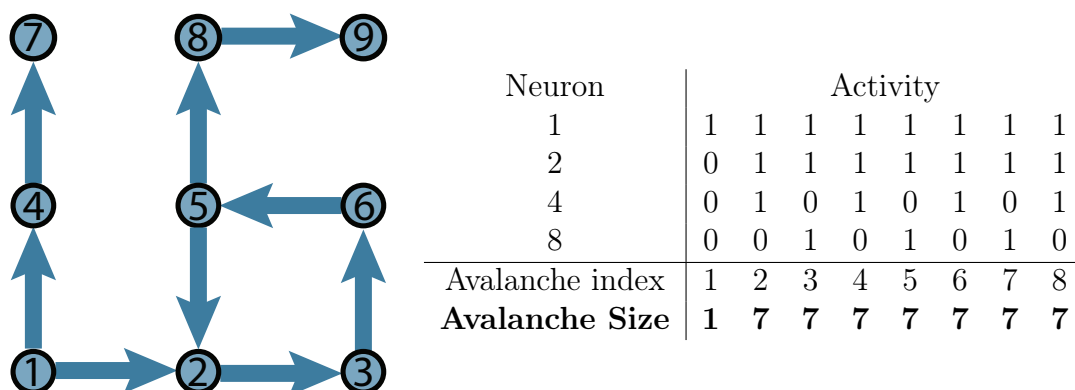 7 8 9
4 5 6
1 2 3
Neuron Activity
1 1 1 1 1 1 1 1 1
2 0 1 1 1 1 1 1 1
4 0 1 0 1 0 1 0 1
8 0 0 1 0 1 0 1 0
Avalanche index 1 2 3 4 5 6 7 8
Avalanche Size 1 7 7 7 7 7 7 7